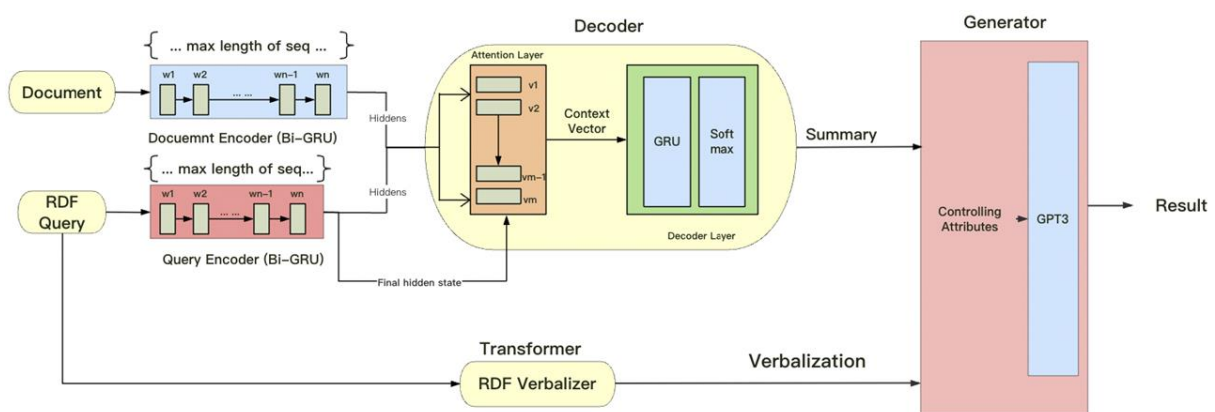 Decoder
Generator
{ ... max length of seq ... }
w1 w2 wn-1 wn
... ...
Document
Docuemnt Encoder (Bi-GRU)
Hiddens
Attention Layer
v1
v2
vm-1
vm
Context
Vector
GRU
Soft
max
Decoder Layer
Summary
{ ... max length of seq... }
w1 w2 wn-1 wn
... ...
RDF
Query
Query Encoder (Bi-GRU)
Hiddens
Final hidden state
Controlling
Attributes
GPT3
Result
Transformer
RDF Verbalizer
Verbalization